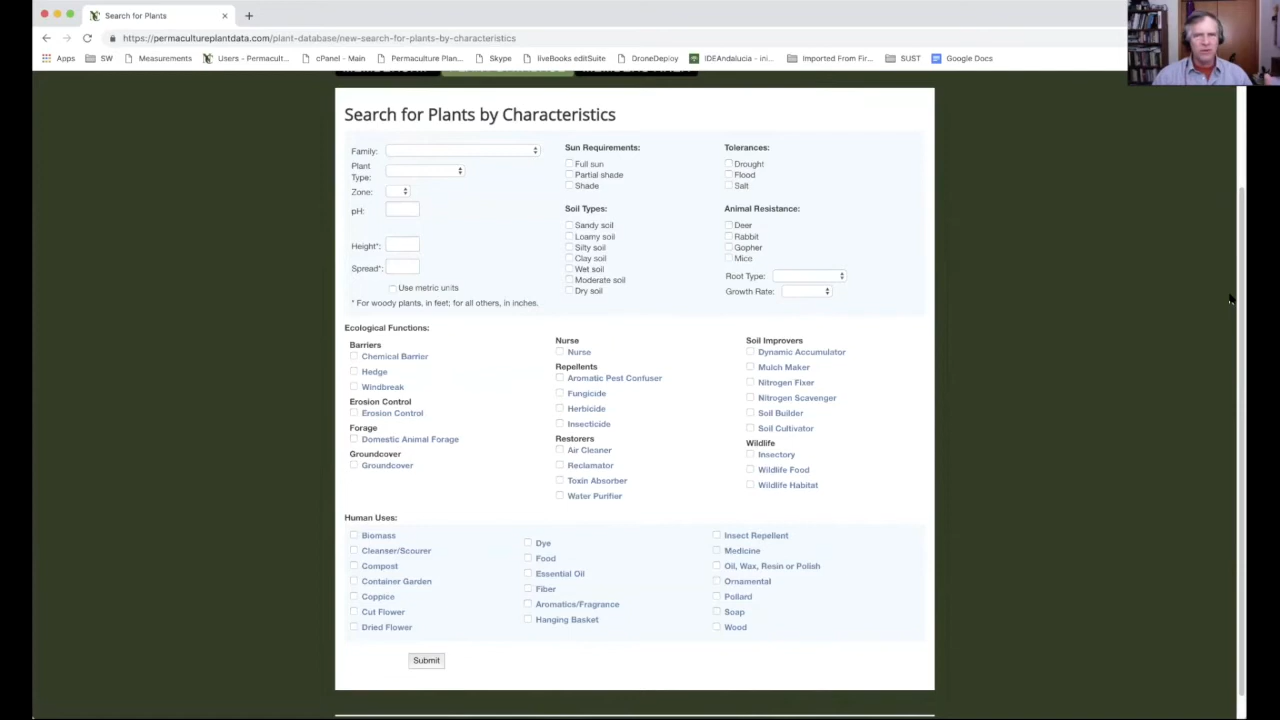 Search for Plants
https://permacultureplantdata.com/plant-database/new-search-for-plants-by-characteristics
Apps SW Measurements Users - Permacult... cPanel - Main Permaculture Plan... Skype liveBooks editSuite DroneDeploy IDEAndalucia - ini... Imported From Fir... SUST Google Docs
Search for Plants by Characteristics
Family:
Plant
Type:
Zone:
pH:
Height*:
Spread*:
Use metric units
* For woody plants, in feet; for all others, in inches.
Sun Requirements:
Full sun
Partial shade
Shade
Soil Types:
Sandy soil
Loamy soil
Silty soil
Clay soil
Wet soil
Moderate soil
Dry soil
Tolerances:
Drought
Flood
Salt
Animal Resistance:
Deer
Rabbit
Gopher
Mice
Root Type:
Growth Rate:
Ecological Functions:
Barriers
Chemical Barrier
Hedge
Windbreak
Erosion Control
Erosion Control
Forage
Domestic Animal Forage
Groundcover
Groundcover
Nurse
Nurse
Repellents
Aromatic Pest Confuser
Fungicide
Herbicide
Insecticide
Restorers
Air Cleaner
Reclamator
Toxin Absorber
Water Purifier
Soil Improvers
Dynamic Accumulator
Mulch Maker
Nitrogen Fixer
Nitrogen Scavenger
Soil Builder
Soil Cultivator
Wildlife
Insectory
Wildlife Food
Wildlife Habitat
Human Uses:
Biomass
Cleanser/Scourer
Compost
Container Garden
Coppice
Cut Flower
Dried Flower
Dye
Food
Essential Oil
Fiber
Aromatics/Fragrance
Hanging Basket
Insect Repellent
Medicine
Oil, Wax, Resin or Polish
Ornamental
Pollard
Soap
Wood
Submit